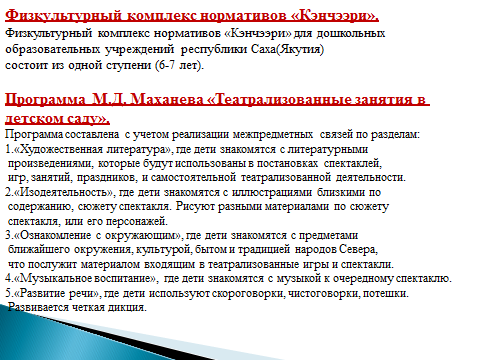 Физкультурный комплекс нормативов «Кэнчээри».
Физкультурный комплекс нормативов «Кэнчээри» для дошкольных
образовательных учреждений республики Саха(Якутия)
состоит из одной ступени (6-7 лет).
Программа М.Д. Маханева «Театрализованные занятия в
детском саду».
Программа составлена с учетом реализации межпредметных связей по разделам:
1.«Художественная литература», где дети знакомятся с литературными
произведениями, которые будут использованы в постановках спектаклей,
игр, занятий, праздников, и самостоятельной театрализованной деятельности.
2.«Изодеятельность», где дети знакомятся с иллюстрациями близкими по
содержанию, сюжету спектакля. Рисуют разными материалами по сюжету
спектакля, или его персонажей.
3.«Ознакомление с окружающим», где дети знакомятся с предметами
ближайшего окружения, культурой, бытом и традицией народов Севера,
что послужит материалом входящим в театрализованные игры и спектакли.
4.«Музыкальное воспитание», где дети знакомятся с музыкой к очередному спектаклю.
5.«Развитие речи», где дети используют скороговорки, чистоговорки, потешки.
Развивается четкая дикция.